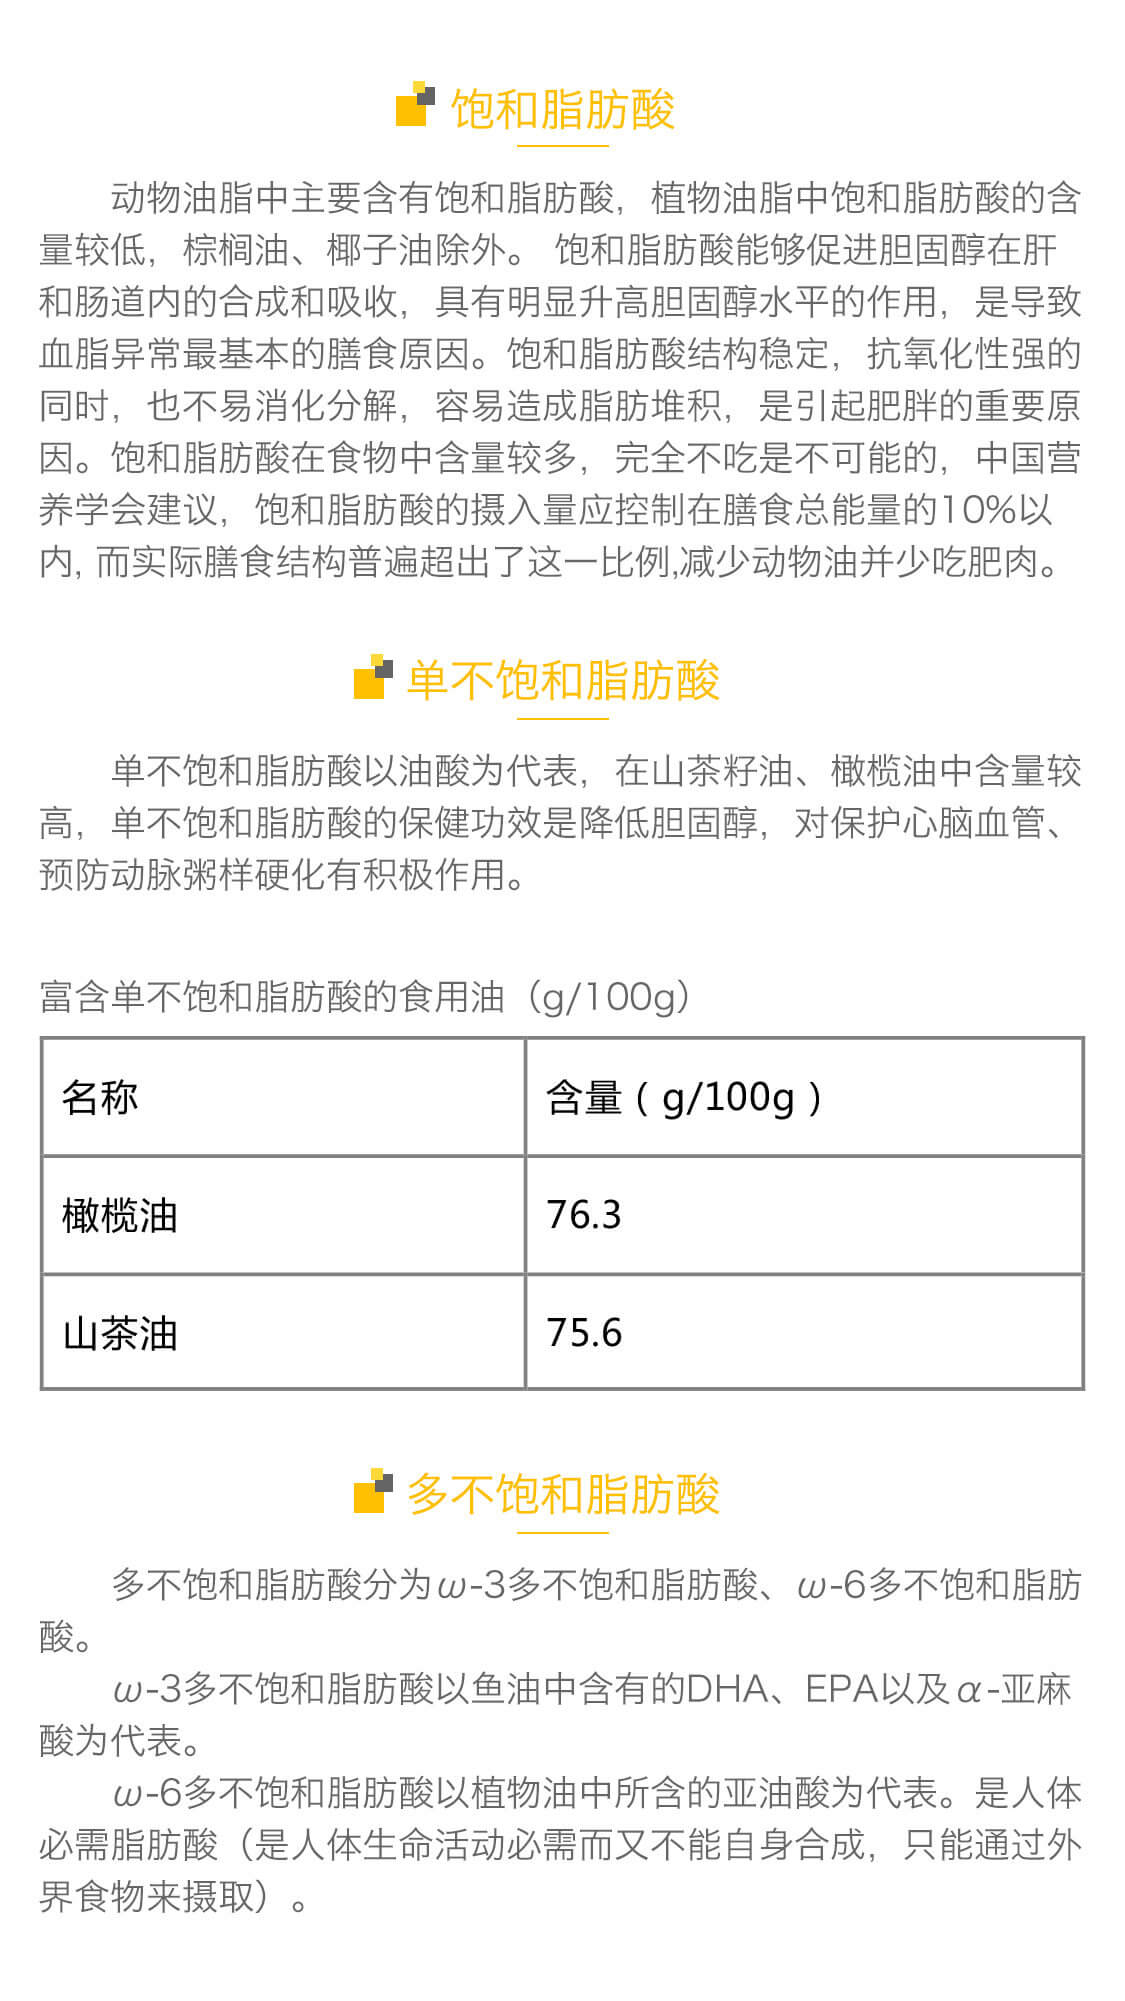 饱和脂肪酸
动物油脂中主要含有饱和脂肪酸，植物油脂中饱和脂肪酸的含
量较低，棕榈油、椰子油除外。 饱和脂肪酸能够促进胆固醇在肝
和肠道内的合成和吸收，具有明显升高胆固醇水平的作用，是导致
血脂异常最基本的膳食原因。饱和脂肪酸结构稳定，抗氧化性强的
同时，也不易消化分解，容易造成脂肪堆积，是引起肥胖的重要原
因。饱和脂肪酸在食物中含量较多，完全不吃是不可能的，中国营
养学会建议，饱和脂肪酸的摄入量应控制在膳食总能量的10%以
内, 而实际膳食结构普遍超出了这一比例,减少动物油并少吃肥肉。
单不饱和脂肪酸
单不饱和脂肪酸以油酸为代表，在山茶籽油、橄榄油中含量较
高，单不饱和脂肪酸的保健功效是降低胆固醇，对保护心脑血管、
预防动脉粥样硬化有积极作用。
富含单不饱和脂肪酸的食用油（g/100g）
名称 含量（g/100g）
橄榄油 76.3
山茶油 75.6
多不饱和脂肪酸
多不饱和脂肪酸分为ω-3多不饱和脂肪酸、ω-6多不饱和脂肪
酸。
ω-3多不饱和脂肪酸以鱼油中含有的DHA、EPA以及α-亚麻
酸为代表。
ω-6多不饱和脂肪酸以植物油中所含的亚油酸为代表。是人体
必需脂肪酸（是人体生命活动必需而又不能自身合成，只能通过外
界食物来摄取）。